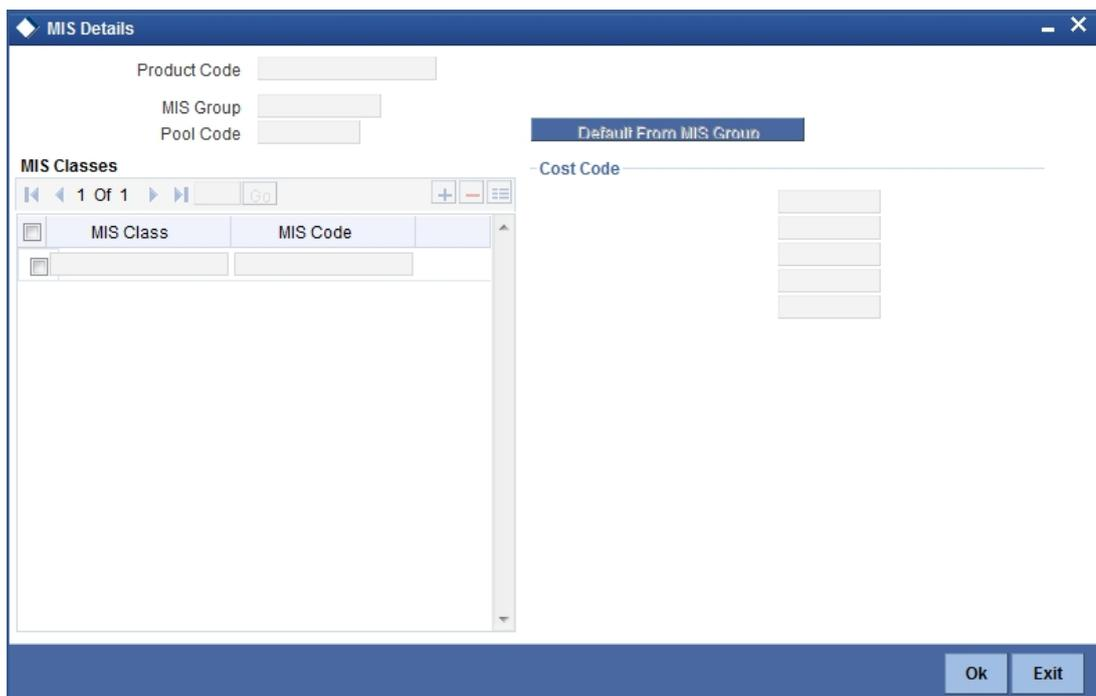 MIS Details
Product Code
MIS Group
Pool Code
Default From MIS Group
MIS Classes
Cost Code
1 Of 1 Go
MIS Class MIS Code
Ok Exit